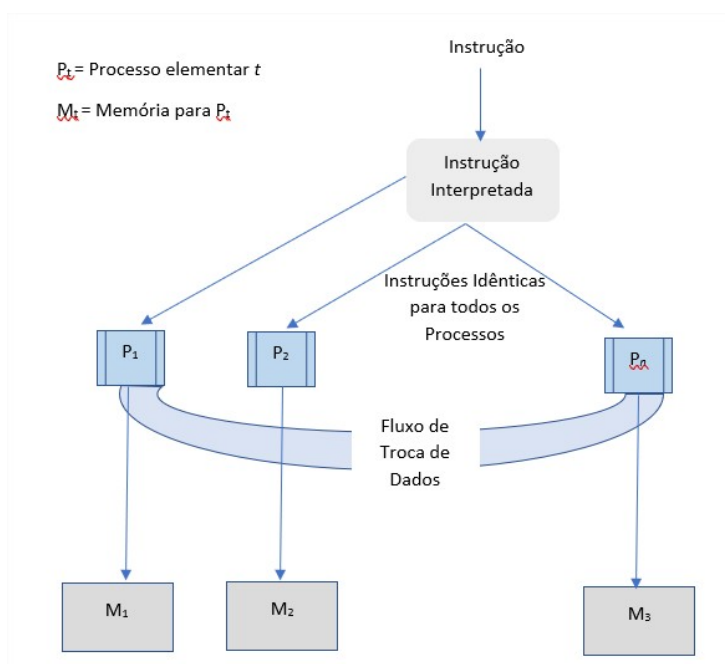 Instrução
Pt = Processo elementar t
Mt = Memória para Pt
Instrução
Interpretada
Instruções Idênticas
para todos os
Processos
P1
P2
Pn
Fluxo de
Troca de
Dados
M1
M2
M3